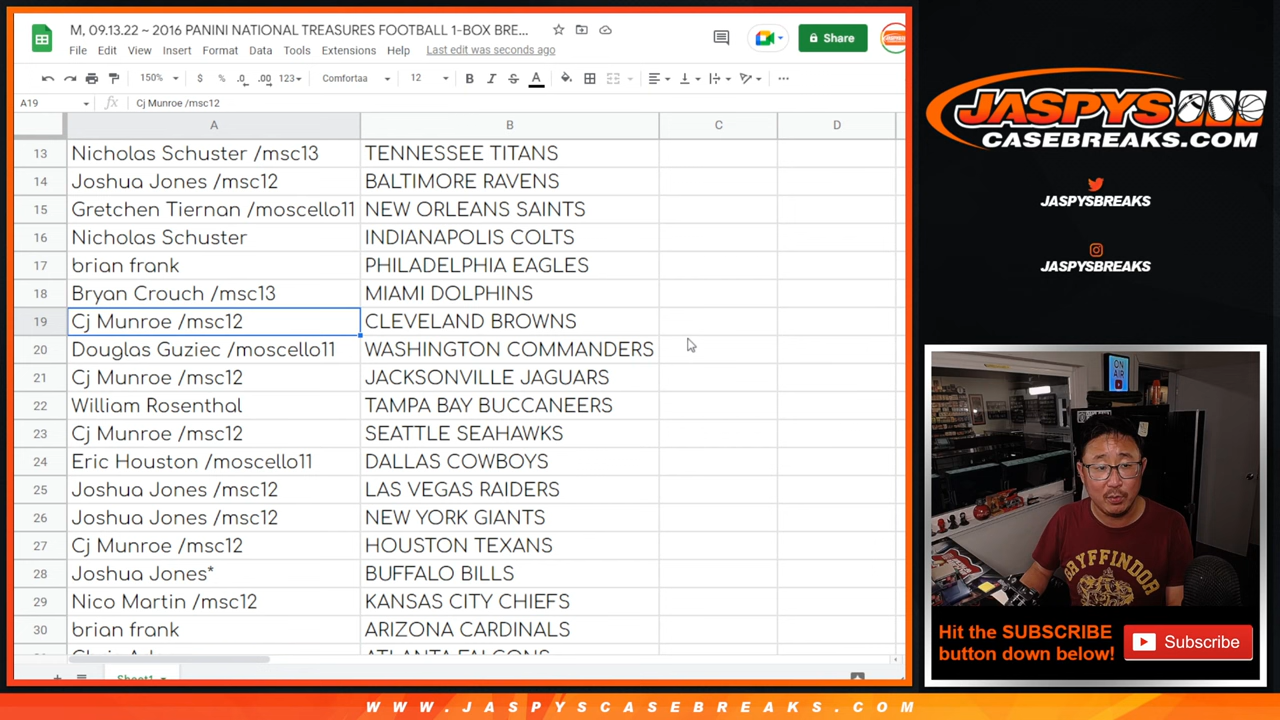 M, 09.13.22 ~ 2016 PANINI NATIONAL TREASURES FOOTBALL 1-BOX BRE...
File Edit View Insert Format Data Tools Extensions Help Last edit was seconds ago
Share
150% $ % .0 .00 123 Comfortaa 12 B I S A
A19 fx Cj Munroe /msc12
A B C D
13 Nicholas Schuster /msc13 TENNESSEE TITANS
14 Joshua Jones /msc12 BALTIMORE RAVENS
15 Gretchen Tiernan /moscello11 NEW ORLEANS SAINTS
16 Nicholas Schuster INDIANAPOLIS COLTS
17 brian frank PHILADELPHIA EAGLES
18 Bryan Crouch /msc13 MIAMI DOLPHINS
19 Cj Munroe /msc12 CLEVELAND BROWNS
20 Douglas Guziec /moscello11 WASHINGTON COMMANDERS
21 Cj Munroe /msc12 JACKSONVILLE JAGUARS
22 William Rosenthal TAMPA BAY BUCCANEERS
23 Cj Munroe /msc12 SEATTLE SEAHAWKS
24 Eric Houston /moscello11 DALLAS COWBOYS
25 Joshua Jones /msc12 LAS VEGAS RAIDERS
26 Joshua Jones /msc12 NEW YORK GIANTS
27 Cj Munroe /msc12 HOUSTON TEXANS
28 Joshua Jones* BUFFALO BILLS
29 Nico Martin /msc12 KANSAS CITY CHIEFS
30 brian frank ARIZONA CARDINALS
ATLANTA FALCONS
Sheet1
JASPYS
CASEBREAKS.COM
JASPYSBREAKS
JASPYSBREAKS
ON AIR
GRYFFINDOR
Hit the SUBSCRIBE
button down below!
Subscribe
WWW.JASPYSCASEBREAKS.COM